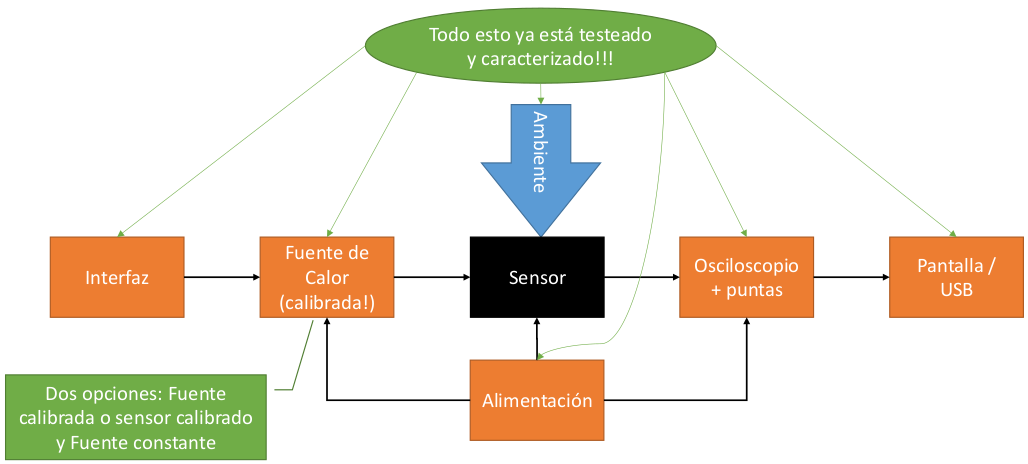 Todo esto ya está testeado
y caracterizado!!!
Ambiente
Interfaz
Fuente de
Calor
(calibrada!)
Sensor
Osciloscopio
+ puntas
Pantalla /
USB
Dos opciones: Fuente
calibrada o sensor calibrado
y Fuente constante
Alimentación